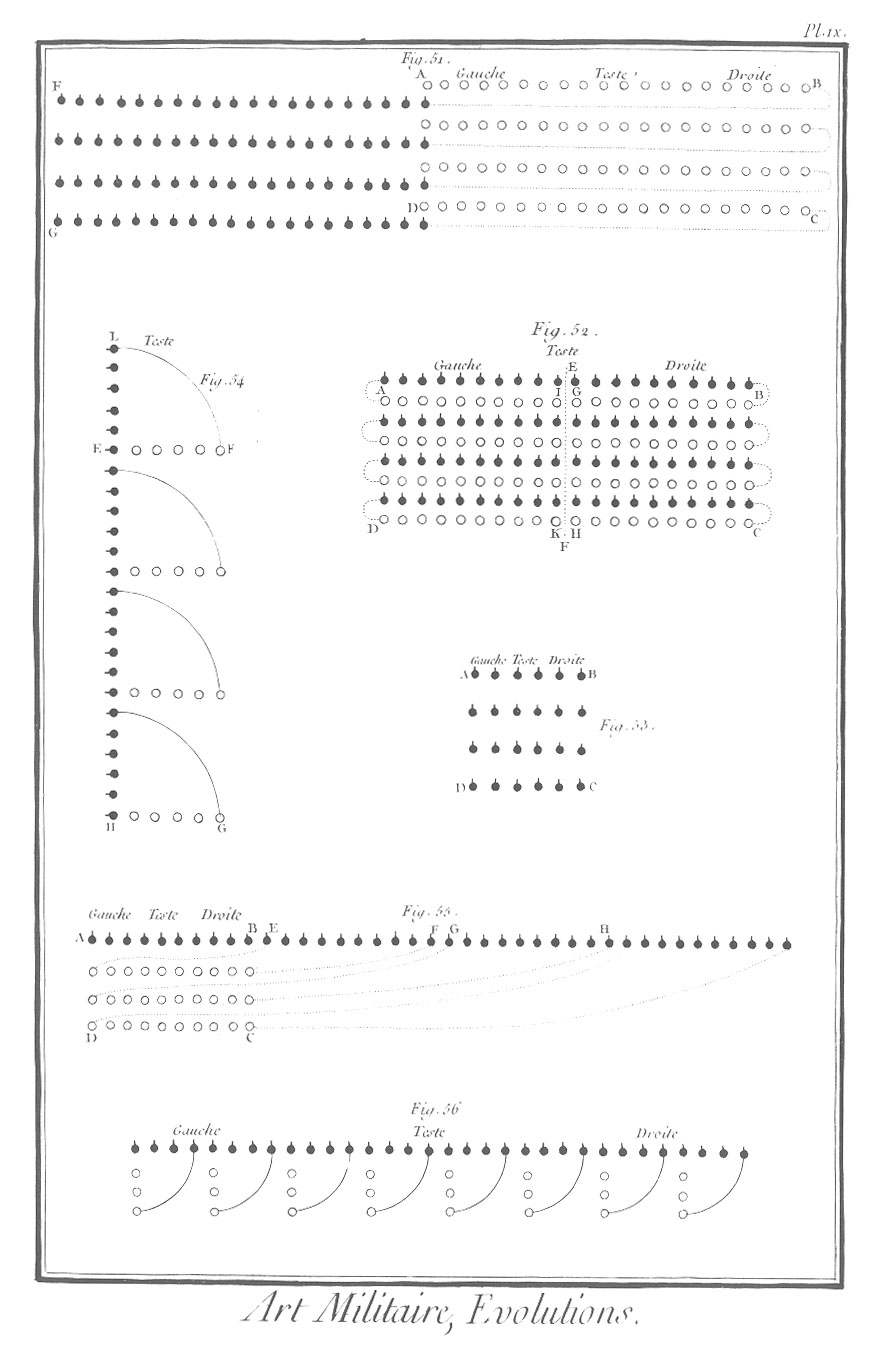 Pl. IX.
Fig. 51.
A Gauche Teste Droite B
F
D C
G
Fig. 52.
Teste
Gauche E Droite
A I G B
D K H C
F
L Teste
Fig. 54
E F
H G
Gauche Teste Droite
A B
Fig. 53.
D C
Gauche Teste Droite Fig. 55.
A B E F G H
D C
Fig. 56
Gauche Teste Droite
Art Militaire, Evolutions.